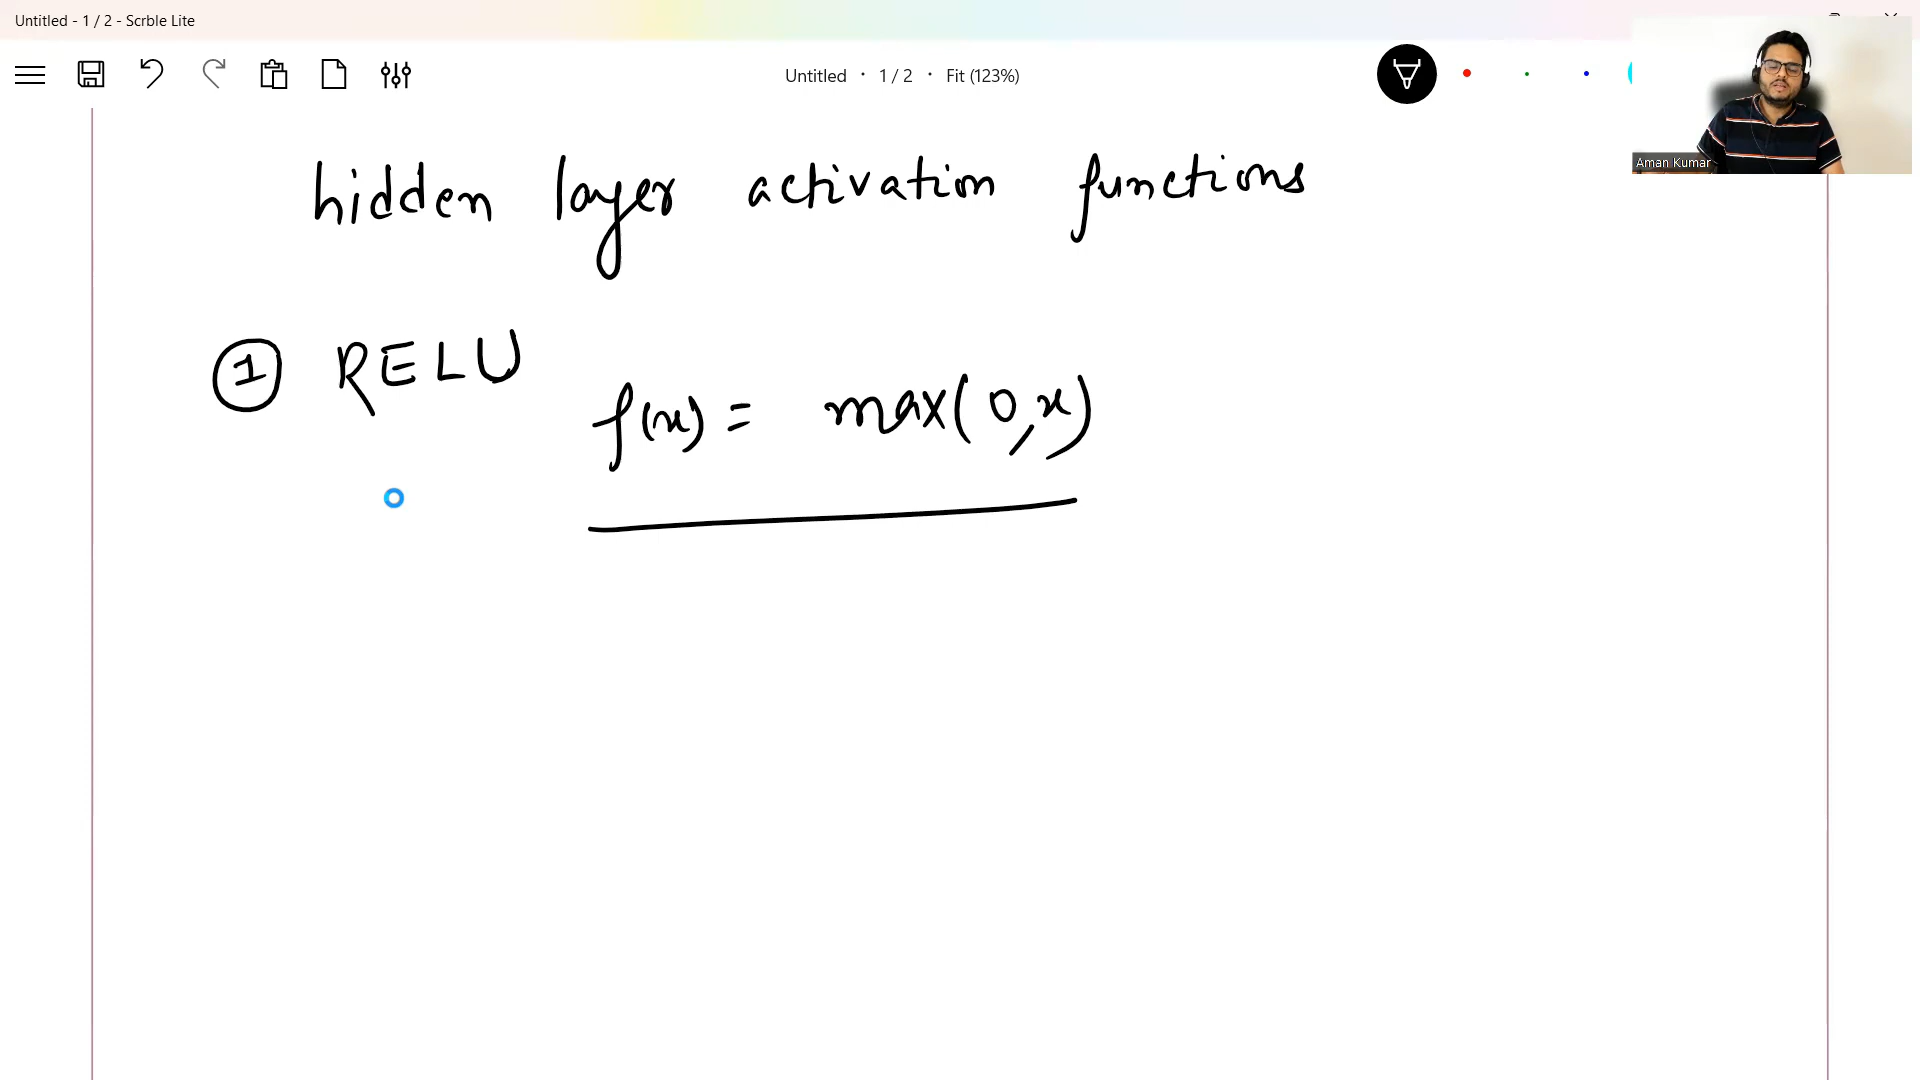 Untitled - 1 / 2 - Scrble Lite
Untitled • 1 / 2 • Fit (123%)
Aman Kumar
hidden layer activation functions
1 RELU
f(x) = max(0,x)